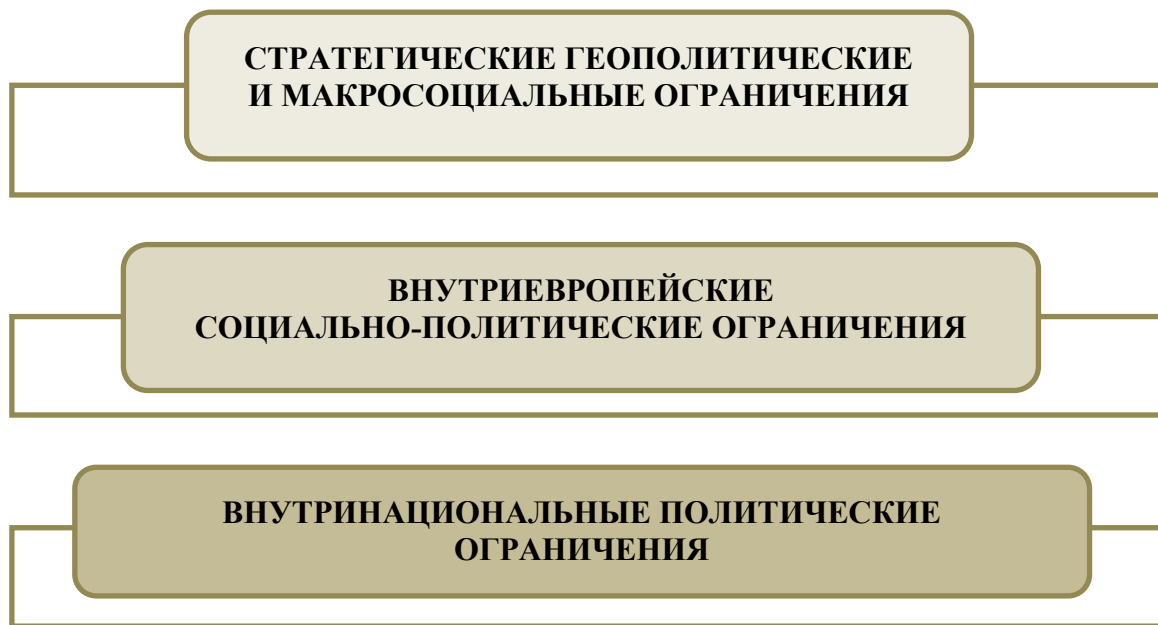 СТРАТЕГИЧЕСКИЕ ГЕОПОЛИТИЧЕСКИЕ
И МАКРОСОЦИАЛЬНЫЕ ОГРАНИЧЕНИЯ
ВНУТРИЕВРОПЕЙСКИЕ
СОЦИАЛЬНО-ПОЛИТИЧЕСКИЕ ОГРАНИЧЕНИЯ
ВНУТРИНАЦИОНАЛЬНЫЕ ПОЛИТИЧЕСКИЕ
ОГРАНИЧЕНИЯ